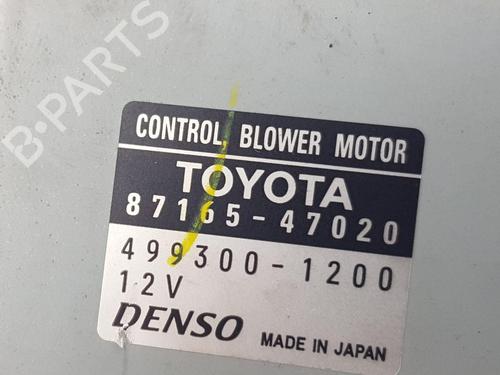 B-PARTS
CONTROL, BLOWER MOTOR
TOYOTA
87165-47020
499300-1200
12V
DENSO MADE IN JAPAN